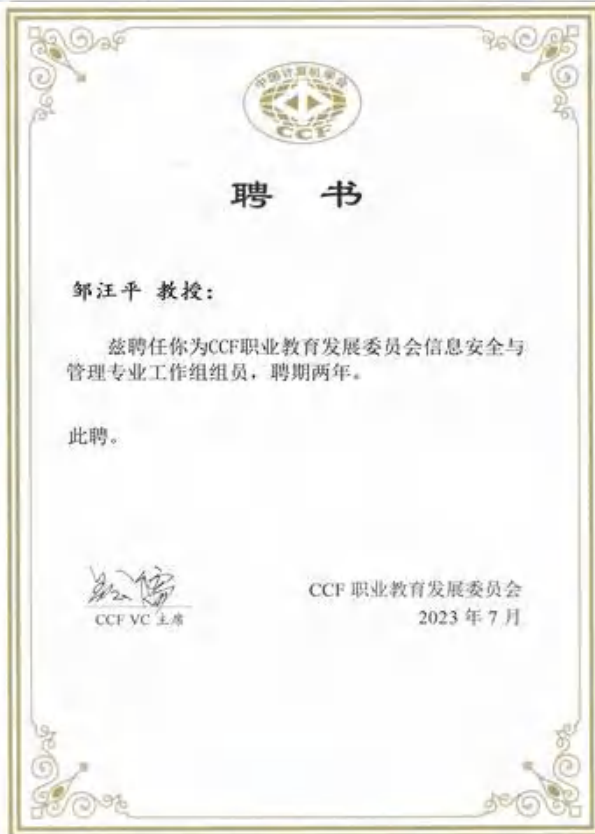 中国计算机学会
CCF
聘 书
邹汪平 教授：
兹聘任你为CCF职业教育发展委员会信息安全与
管理专业工作组组员，聘期两年。
此聘。
CCF VC 主席
CCF 职业教育发展委员会
2023 年 7 月